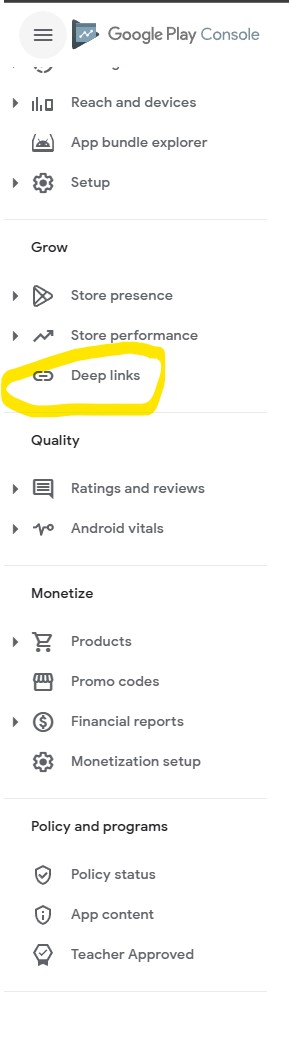 Google Play Console
Reach and devices
App bundle explorer
Setup
Grow
Store presence
Store performance
Deep links
Quality
Ratings and reviews
Android vitals
Monetize
Products
Promo codes
Financial reports
Monetization setup
Policy and programs
Policy status
App content
Teacher Approved